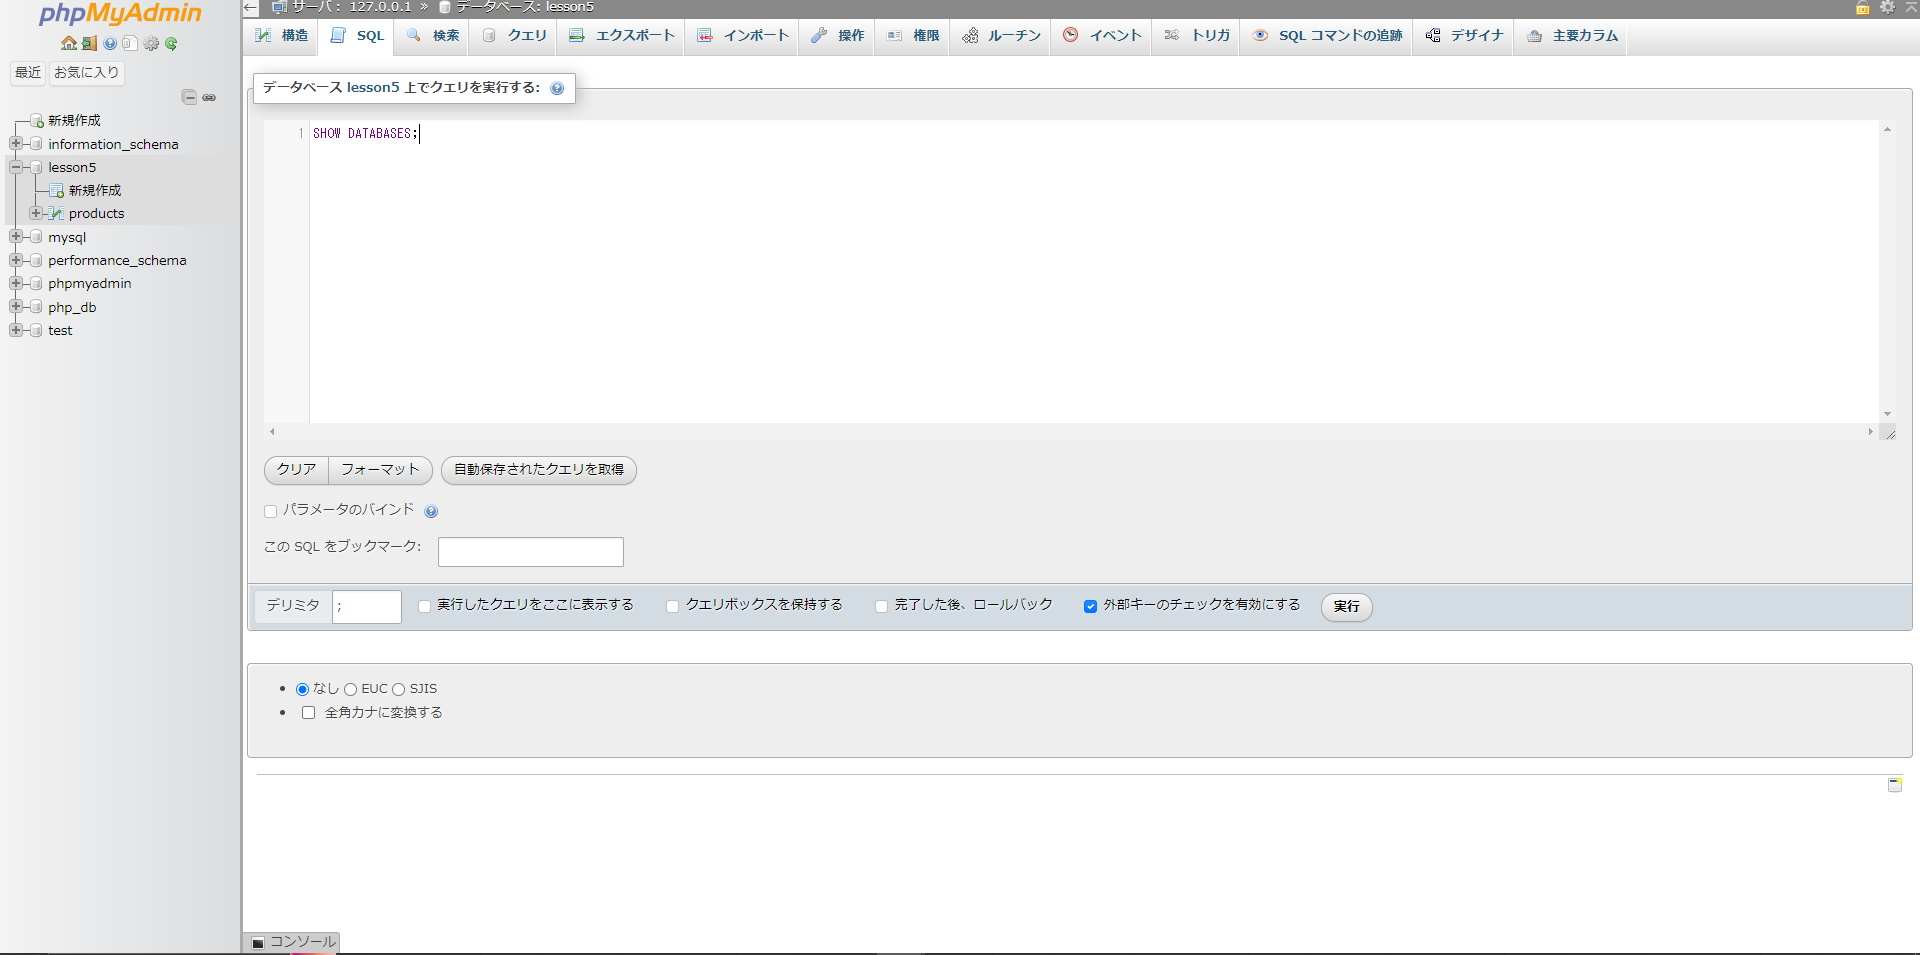 phpMyAdmin
最近 お気に入り
新規作成
information_schema
lesson5
新規作成
products
mysql
performance_schema
phpmyadmin
php_db
test
サーバ: 127.0.0.1 » データベース: lesson5
構造 SQL 検索 クエリ エクスポート インポート 操作 権限 ルーチン イベント トリガ SQL コマンドの追跡 デザイナ 主要カラム
データベース lesson5 上でクエリを実行する:
1 SHOW DATABASES;
クリア フォーマット 自動保存されたクエリを取得
パラメータのバインド
この SQL をブックマーク:
デリミタ ; 実行したクエリをここに表示する クエリボックスを保持する 完了した後、ロールバック 外部キーのチェックを有効にする 実行
なし EUC SJIS
全角カナに変換する
コンソール